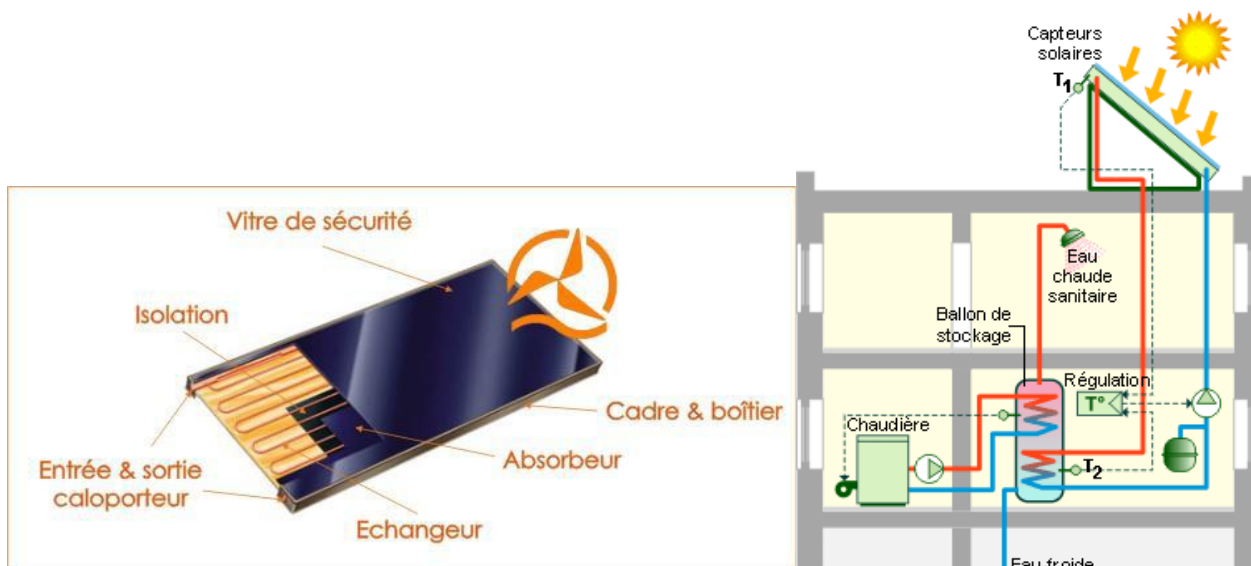 Vitre de sécurité
Isolation
Cadre & boîtier
Absorbeur
Entrée & sortie
caloporteur
Echangeur
Capteurs
solaires
T1
Eau
chaude
sanitaire
Ballon de
stockage
Régulation
T°
Chaudière
T2
Eau froide